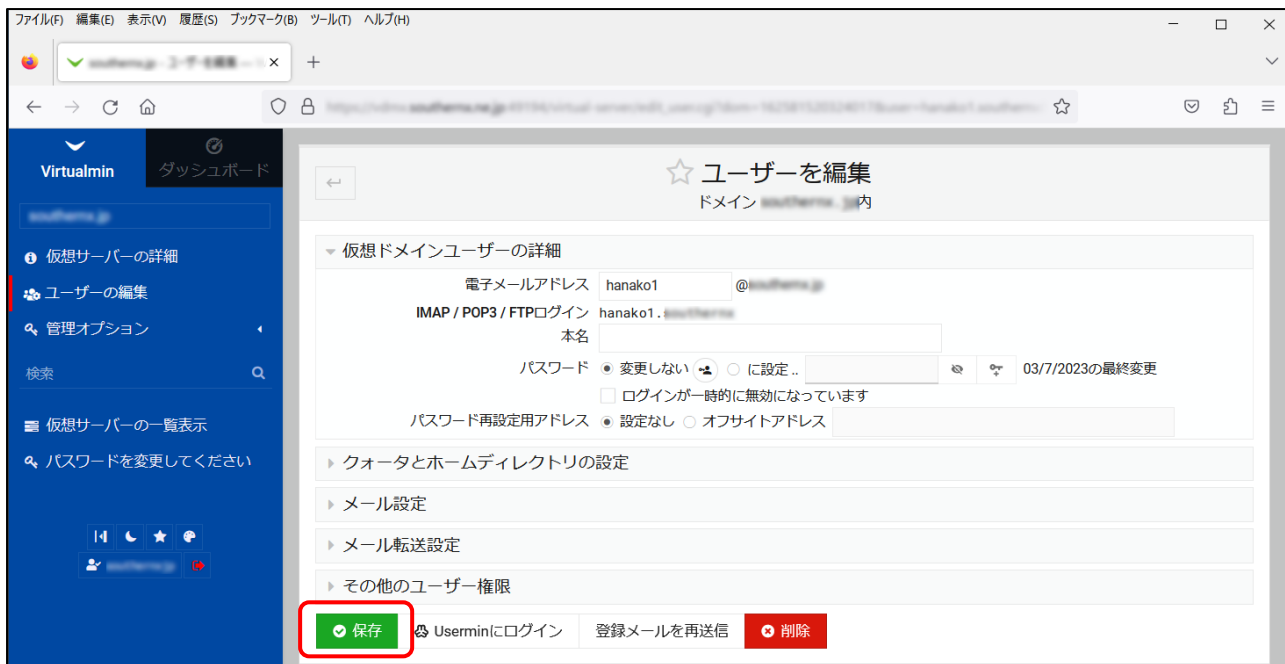 ファイル(F) 編集(E) 表示(V) 履歴(S) ブックマーク(B) ツール(T) ヘルプ(H)
Virtualmin
ダッシュボード
仮想サーバーの詳細
ユーザーの編集
管理オプション
検索
仮想サーバーの一覧表示
パスワードを変更してください
ユーザーを編集
ドメイン 内
仮想ドメインユーザーの詳細
電子メールアドレス hanako1 @
IMAP / POP3 / FTPログイン hanako1.
本名
パスワード 変更しない に設定 .. 03/7/2023の最終変更
ログインが一時的に無効になっています
パスワード再設定用アドレス 設定なし オフサイトアドレス
クォータとホームディレクトリの設定
メール設定
メール転送設定
その他のユーザー権限
保存 Userminにログイン 登録メールを再送信 削除